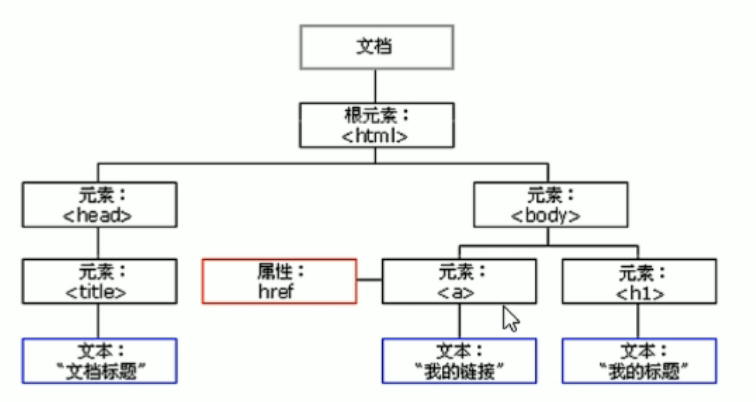 文档
根元素：
<html>
元素：
<head>
元素：
<body>
元素：
<title>
属性：
href
元素：
<a>
元素：
<h1>
文本：
"文档标题"
文本：
"我的链接"
文本：
"我的标题"